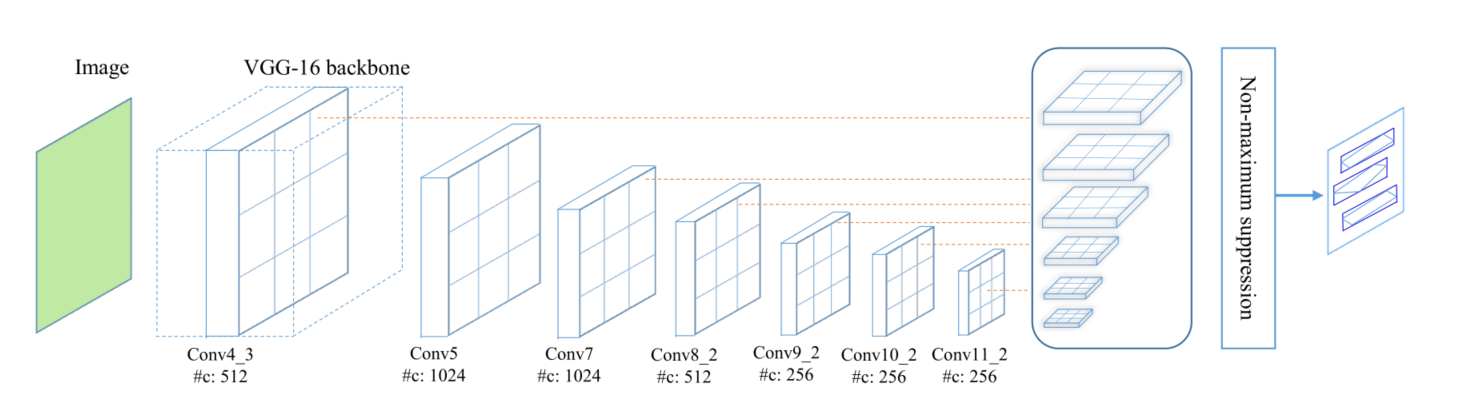 Image
VGG-16 backbone
Conv4_3
#c: 512
Conv5
#c: 1024
Conv7
#c: 1024
Conv8_2
#c: 512
Conv9_2
#c: 256
Conv10_2
#c: 256
Conv11_2
#c: 256
Non-maximum suppression